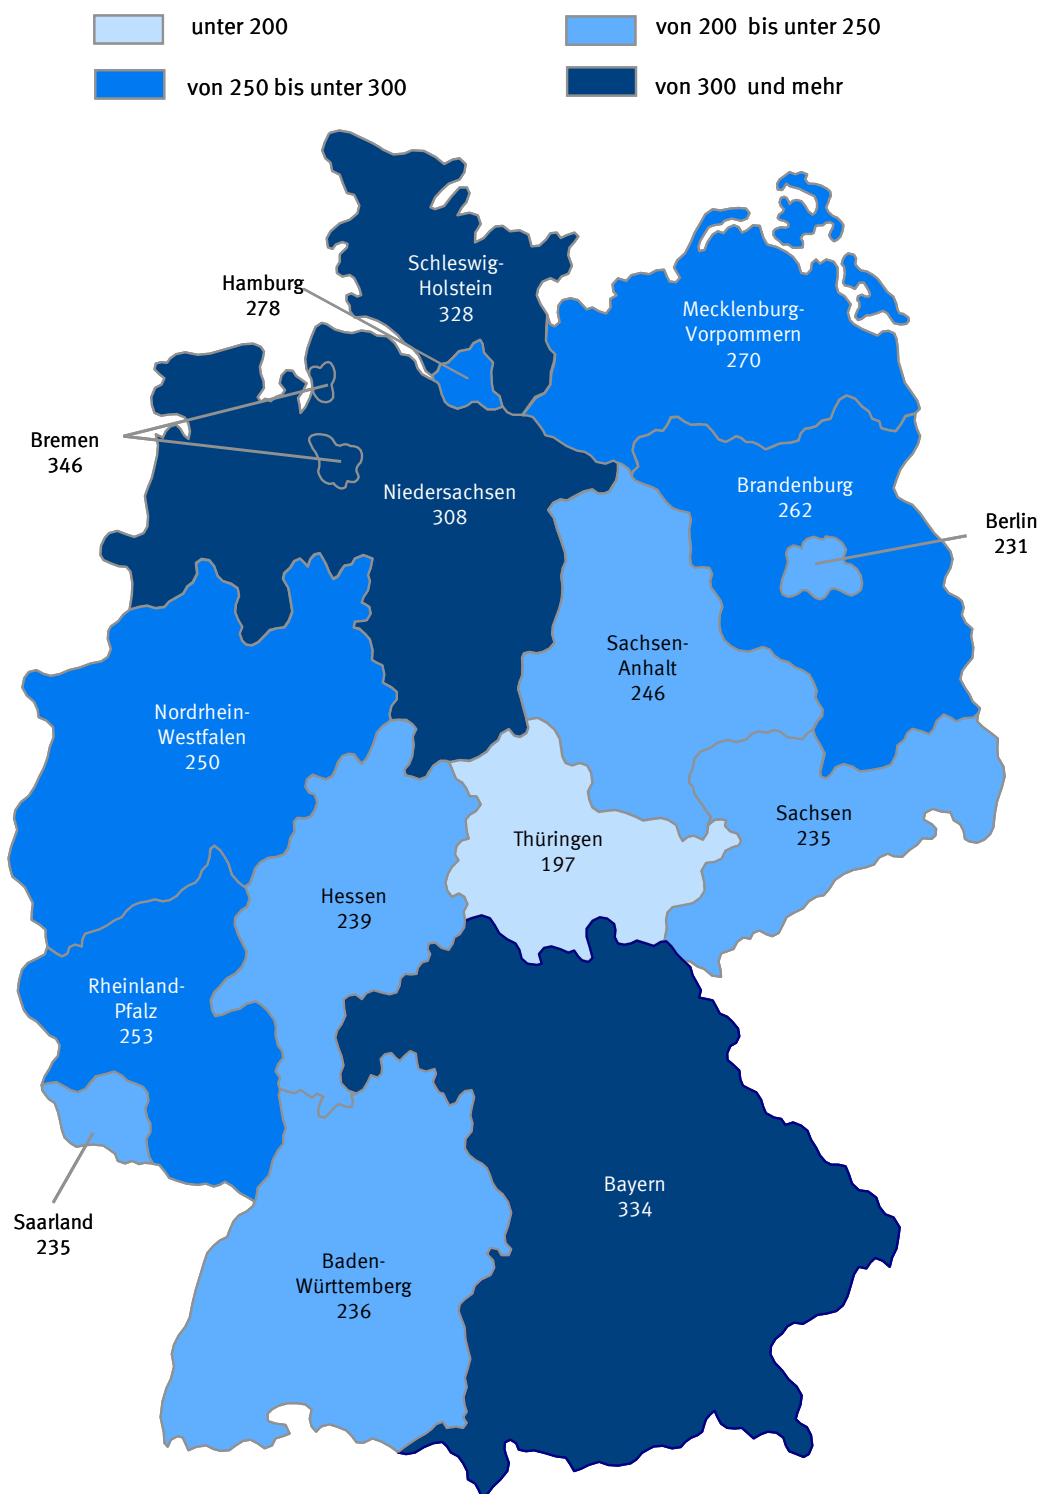 unter 200
von 200 bis unter 250
von 250 bis unter 300
von 300 und mehr
Schleswig-
Holstein
328
Hamburg
278
Mecklenburg-
Vorpommern
270
Bremen
346
Niedersachsen
308
Brandenburg
262
Berlin
231
Sachsen-
Anhalt
246
Nordrhein-
Westfalen
250
Sachsen
235
Thüringen
197
Hessen
239
Rheinland-
Pfalz
253
Saarland
235
Bayern
334
Baden-
Württemberg
236